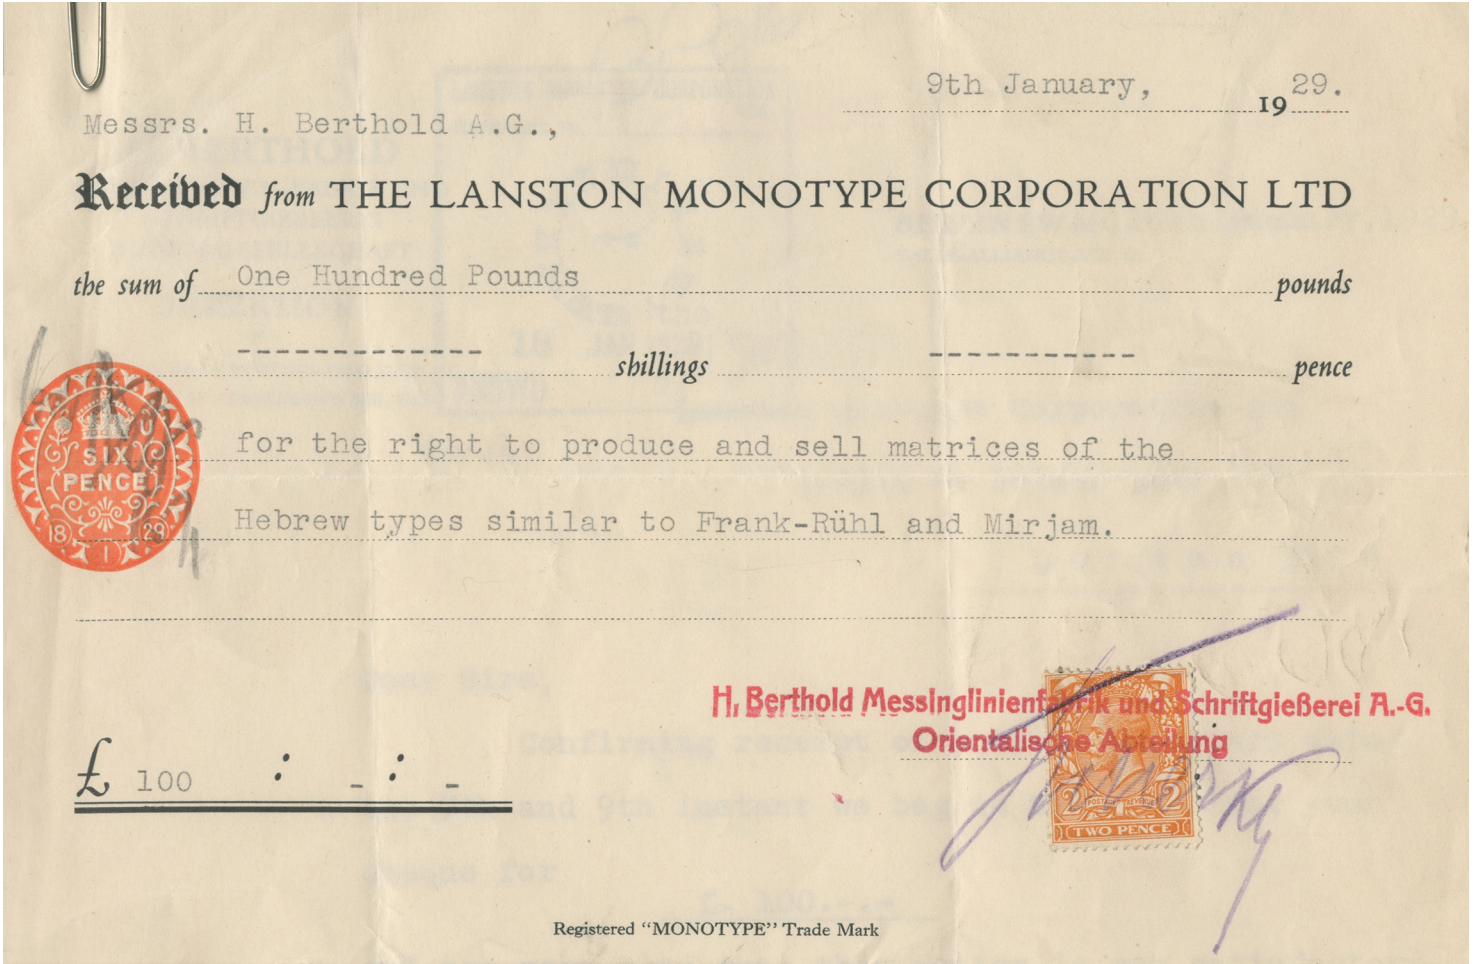 9th January, 1929.
Messrs. H. Berthold A.G.,
Received from THE LANSTON MONOTYPE CORPORATION LTD
the sum of One Hundred Pounds pounds
------------- shillings ----------- pence
for the right to produce and sell matrices of the
Hebrew types similar to Frank-Rühl and Mirjam.
SIX
PENCE
18 1 29
H. Berthold Messinglinienfabrik und Schriftgießerei A.-G.
Orientalische Abteilung
£ 100 : - : -
2 POSTAGE REVENUE 2
TWO PENCE
Registered "MONOTYPE" Trade Mark